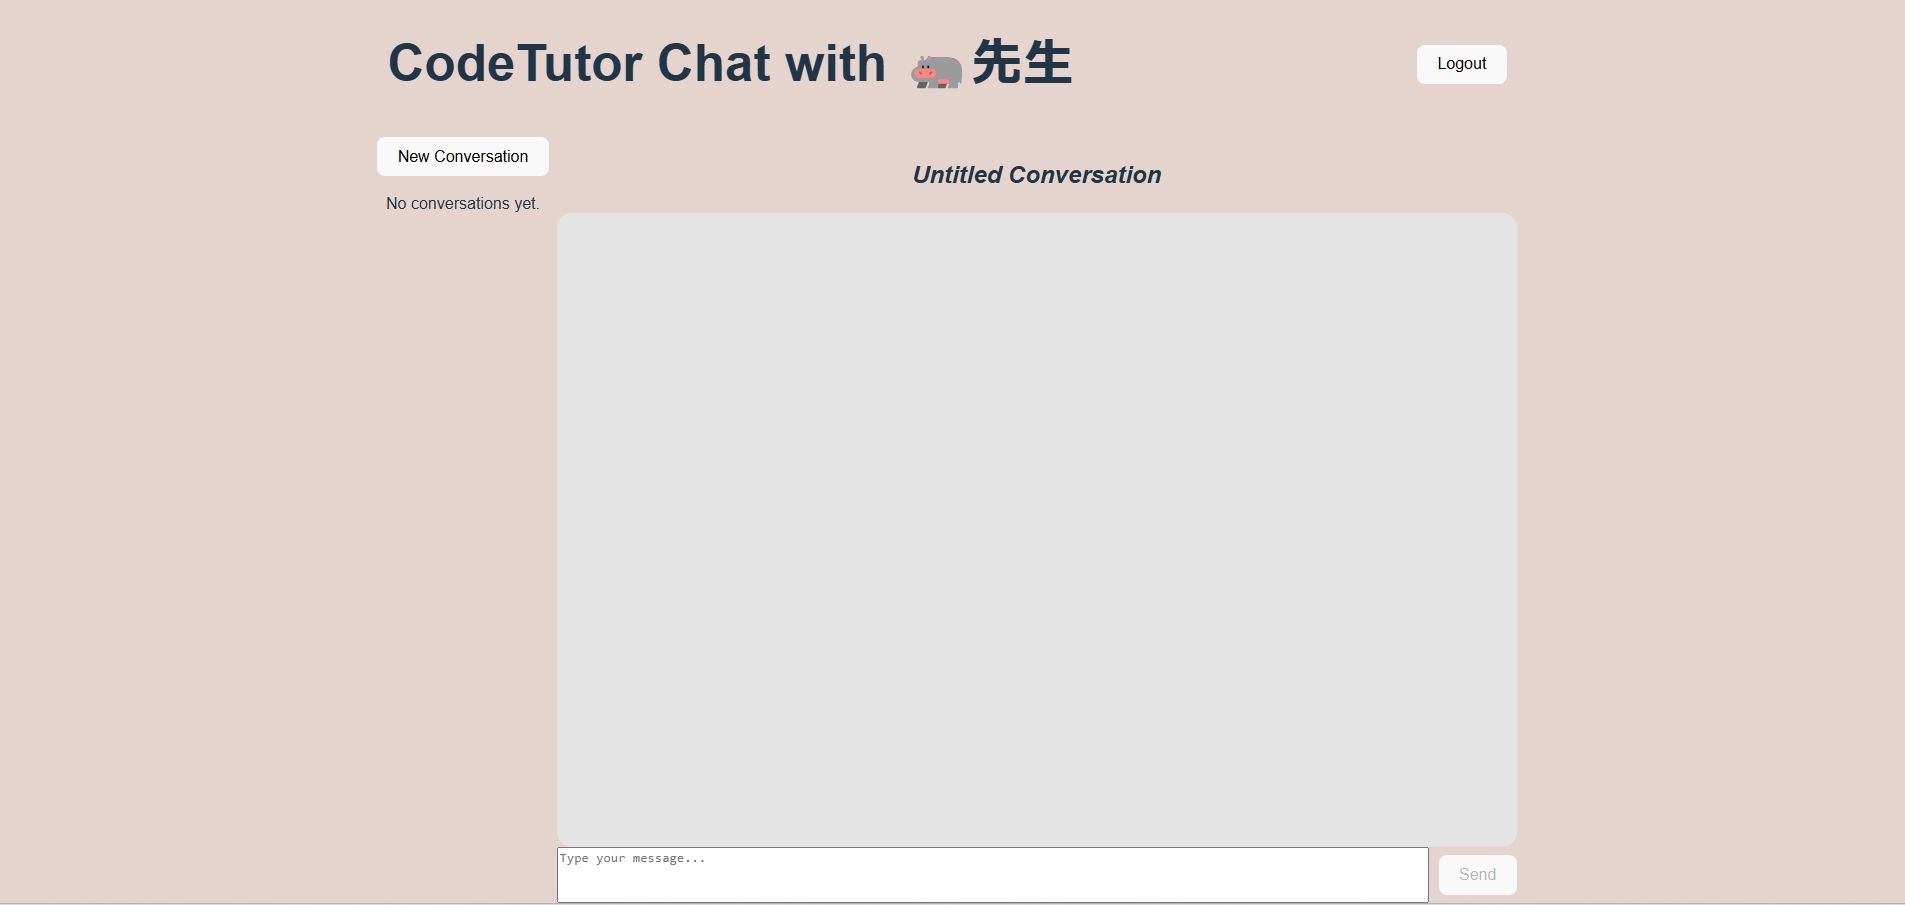 CodeTutor Chat with 🦛先生
Logout
New Conversation
No conversations yet.
Untitled Conversation
Type your message...
Send